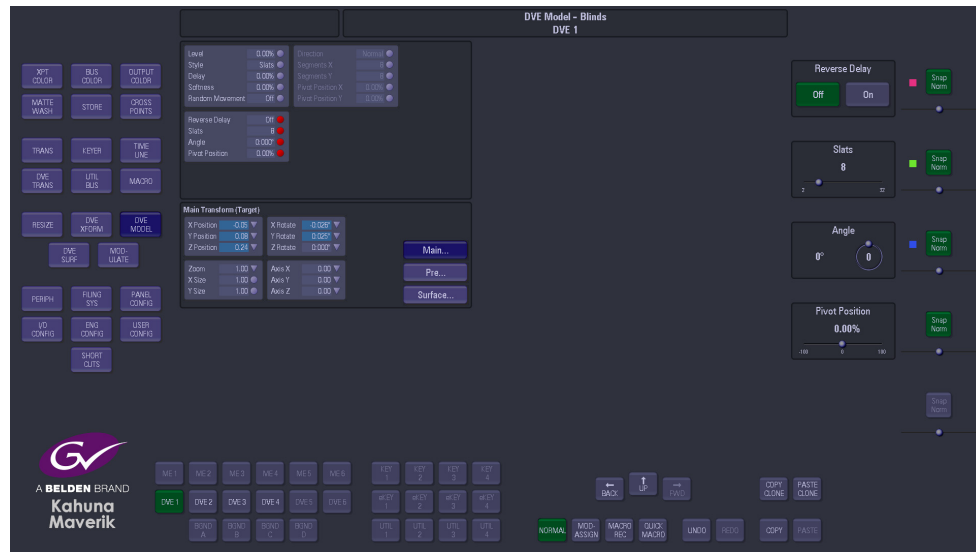 DVE Model - Blinds
DVE 1
XPT COLOR
BUS COLOR
OUTPUT COLOR
MATTE WASH
STORE
CROSS POINTS
TRANS
KEYER
TIME LINE
DVE TRANS
UTIL BUS
MACRO
RESIZE
DVE XFORM
DVE MODEL
DVE SURF
MOD- ULATE
PERIPH
FILING SYS
PANEL CONFIG
I/O CONFIG
ENG CONFIG
USER CONFIG
SHORT CUTS
Level 0.00% Direction Normal
Style Slats Segments X 8
Delay 0.00% Segments Y 8
Softness 0.00% Pivot Position X 0.00%
Random Movement Off Pivot Position Y 0.00%
Reverse Delay Off
Slats 8
Angle 0.000°
Pivot Position 0.00%
Main Transform (Target)
X Position -0.05 X Rotate -0.026°
Y Position 0.08 Y Rotate 0.025°
Z Position 0.24 Z Rotate 0.000°
Zoom 1.00 Axis X 0.00
X Size 1.00 Axis Y 0.00
Y Size 1.00 Axis Z 0.00
Main...
Pre...
Surface...
Reverse Delay
Off On
Snap Norm
Slats
8
2 32
Snap Norm
Angle
0° 0
Snap Norm
Pivot Position
0.00%
-100 0 100
Snap Norm
Snap Norm
GV
A BELDEN BRAND
Kahuna
Maverik
ME 1 ME 2 ME 3 ME 4 ME 5 ME 6
DVE 1 DVE 2 DVE 3 DVE 4 DVE 5 DVE 6
BGND A BGND B BGND C BGND D
KEY 1 KEY 2 KEY 3 KEY 4
øKEY 1 øKEY 2 øKEY 3 øKEY 4
UTIL 1 UTIL 2 UTIL 3 UTIL 4
← BACK
↑ UP
→ FWD
COPY CLONE
PASTE CLONE
NORMAL
MOD- ASSIGN
MACRO REC
QUICK MACRO
UNDO
REDO
COPY
PASTE